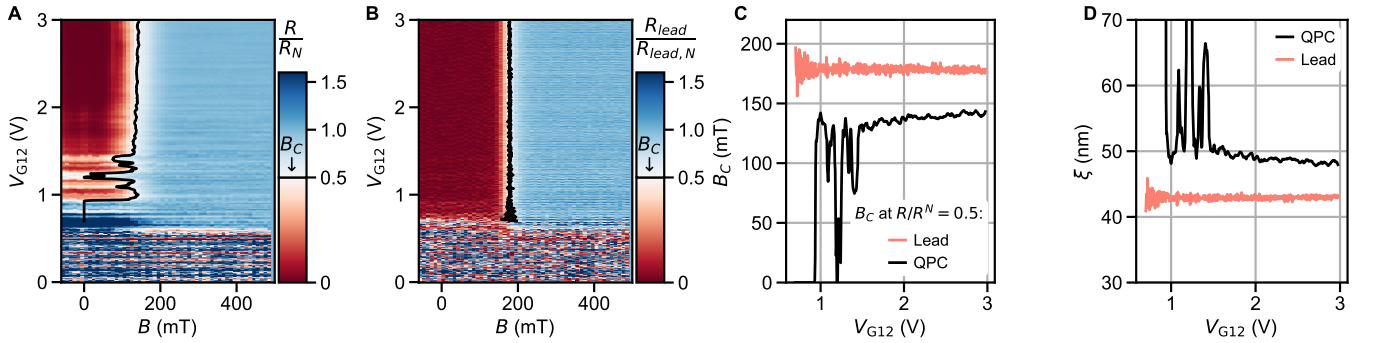 A
V_G12 (V)
3
2
1
0
0
200
400
B (mT)
R
R_N
1.5
1.0
B_C
↓
0.5
0
B
V_G12 (V)
3
2
1
0
0
200
400
B (mT)
R_lead
R_lead, N
1.5
1.0
B_C
↓
0.5
0
C
B_C (mT)
200
150
100
50
0
1
2
3
V_G12 (V)
B_C at R/R^N = 0.5:
Lead
QPC
D
ξ (nm)
70
60
50
40
30
1
2
3
V_G12 (V)
QPC
Lead